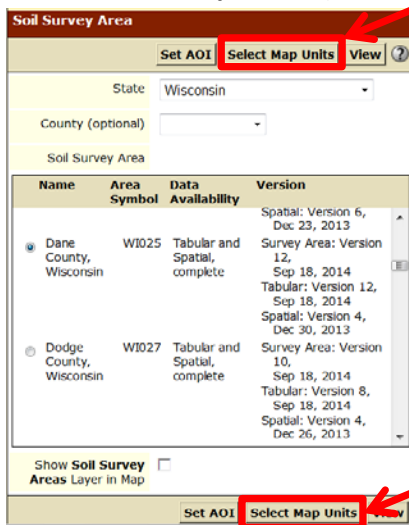 Soil Survey Area
Set AOI Select Map Units View ?
State Wisconsin
County (optional)
Soil Survey Area
Name Area Symbol Data Availability Version
Spatial: Version 6,
Dec 23, 2013
Dane County, Wisconsin WI025 Tabular and Spatial, complete Survey Area: Version 12,
Sep 18, 2014
Tabular: Version 12,
Sep 18, 2014
Spatial: Version 4,
Dec 30, 2013
Dodge County, Wisconsin WI027 Tabular and Spatial, complete Survey Area: Version 10,
Sep 18, 2014
Tabular: Version 8,
Sep 18, 2014
Spatial: Version 4,
Dec 26, 2013
Show Soil Survey
Areas Layer in Map
Set AOI Select Map Units View